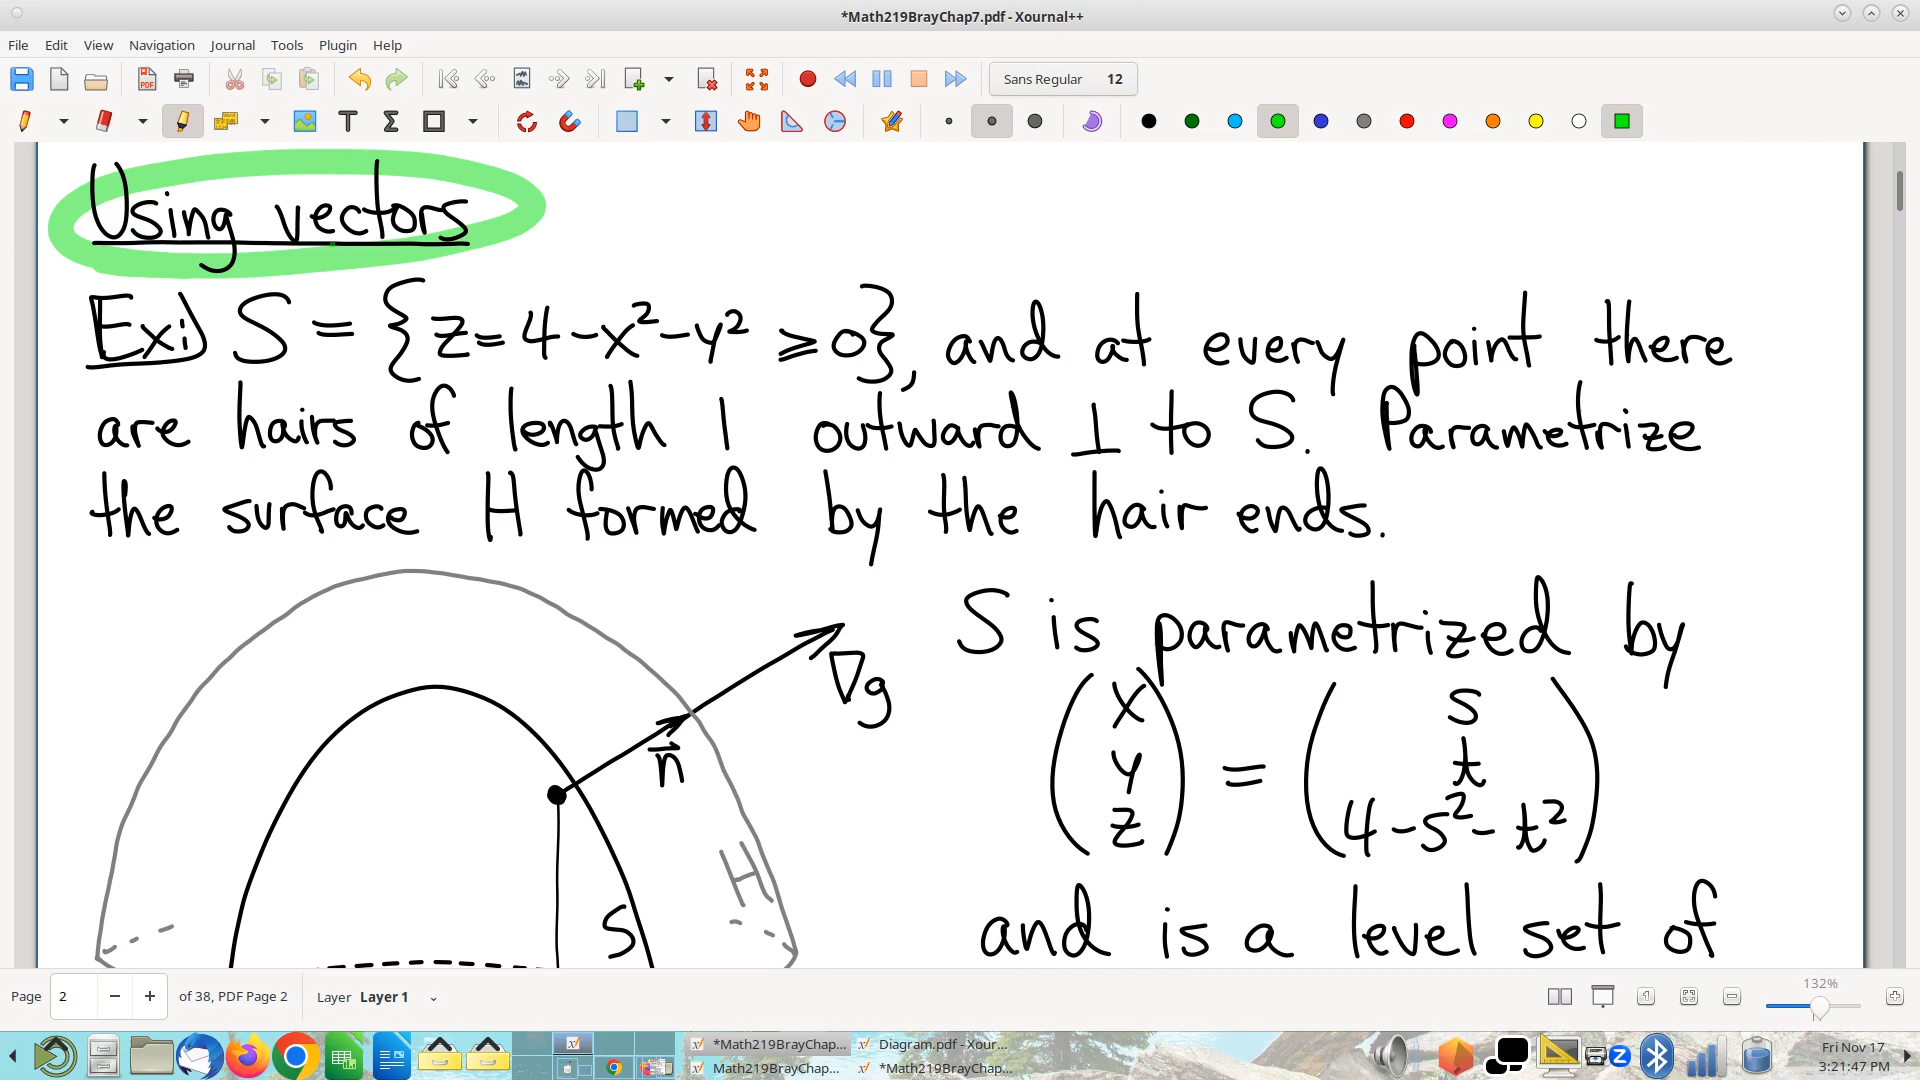 *Math219BrayChap7.pdf - Xournal++
File Edit View Navigation Journal Tools Plugin Help
Sans Regular 12
Using vectors
Ex1) S = {z = 4 - x² - y² ≥ 0}, and at every point there
are hairs of length 1 outward ⊥ to S. Parametrize
the surface H formed by the hair ends.
S is parametrized by
∇g
n⃗
(x y z) = (s t 4 - s² - t²)
H
S
and is a level set of
Page 2 of 38, PDF Page 2 Layer Layer 1
132%
*Math219BrayChap... Diagram.pdf - Xour...
Math219BrayChap... *Math219BrayChap...
Fri Nov 17
3:21:47 PM